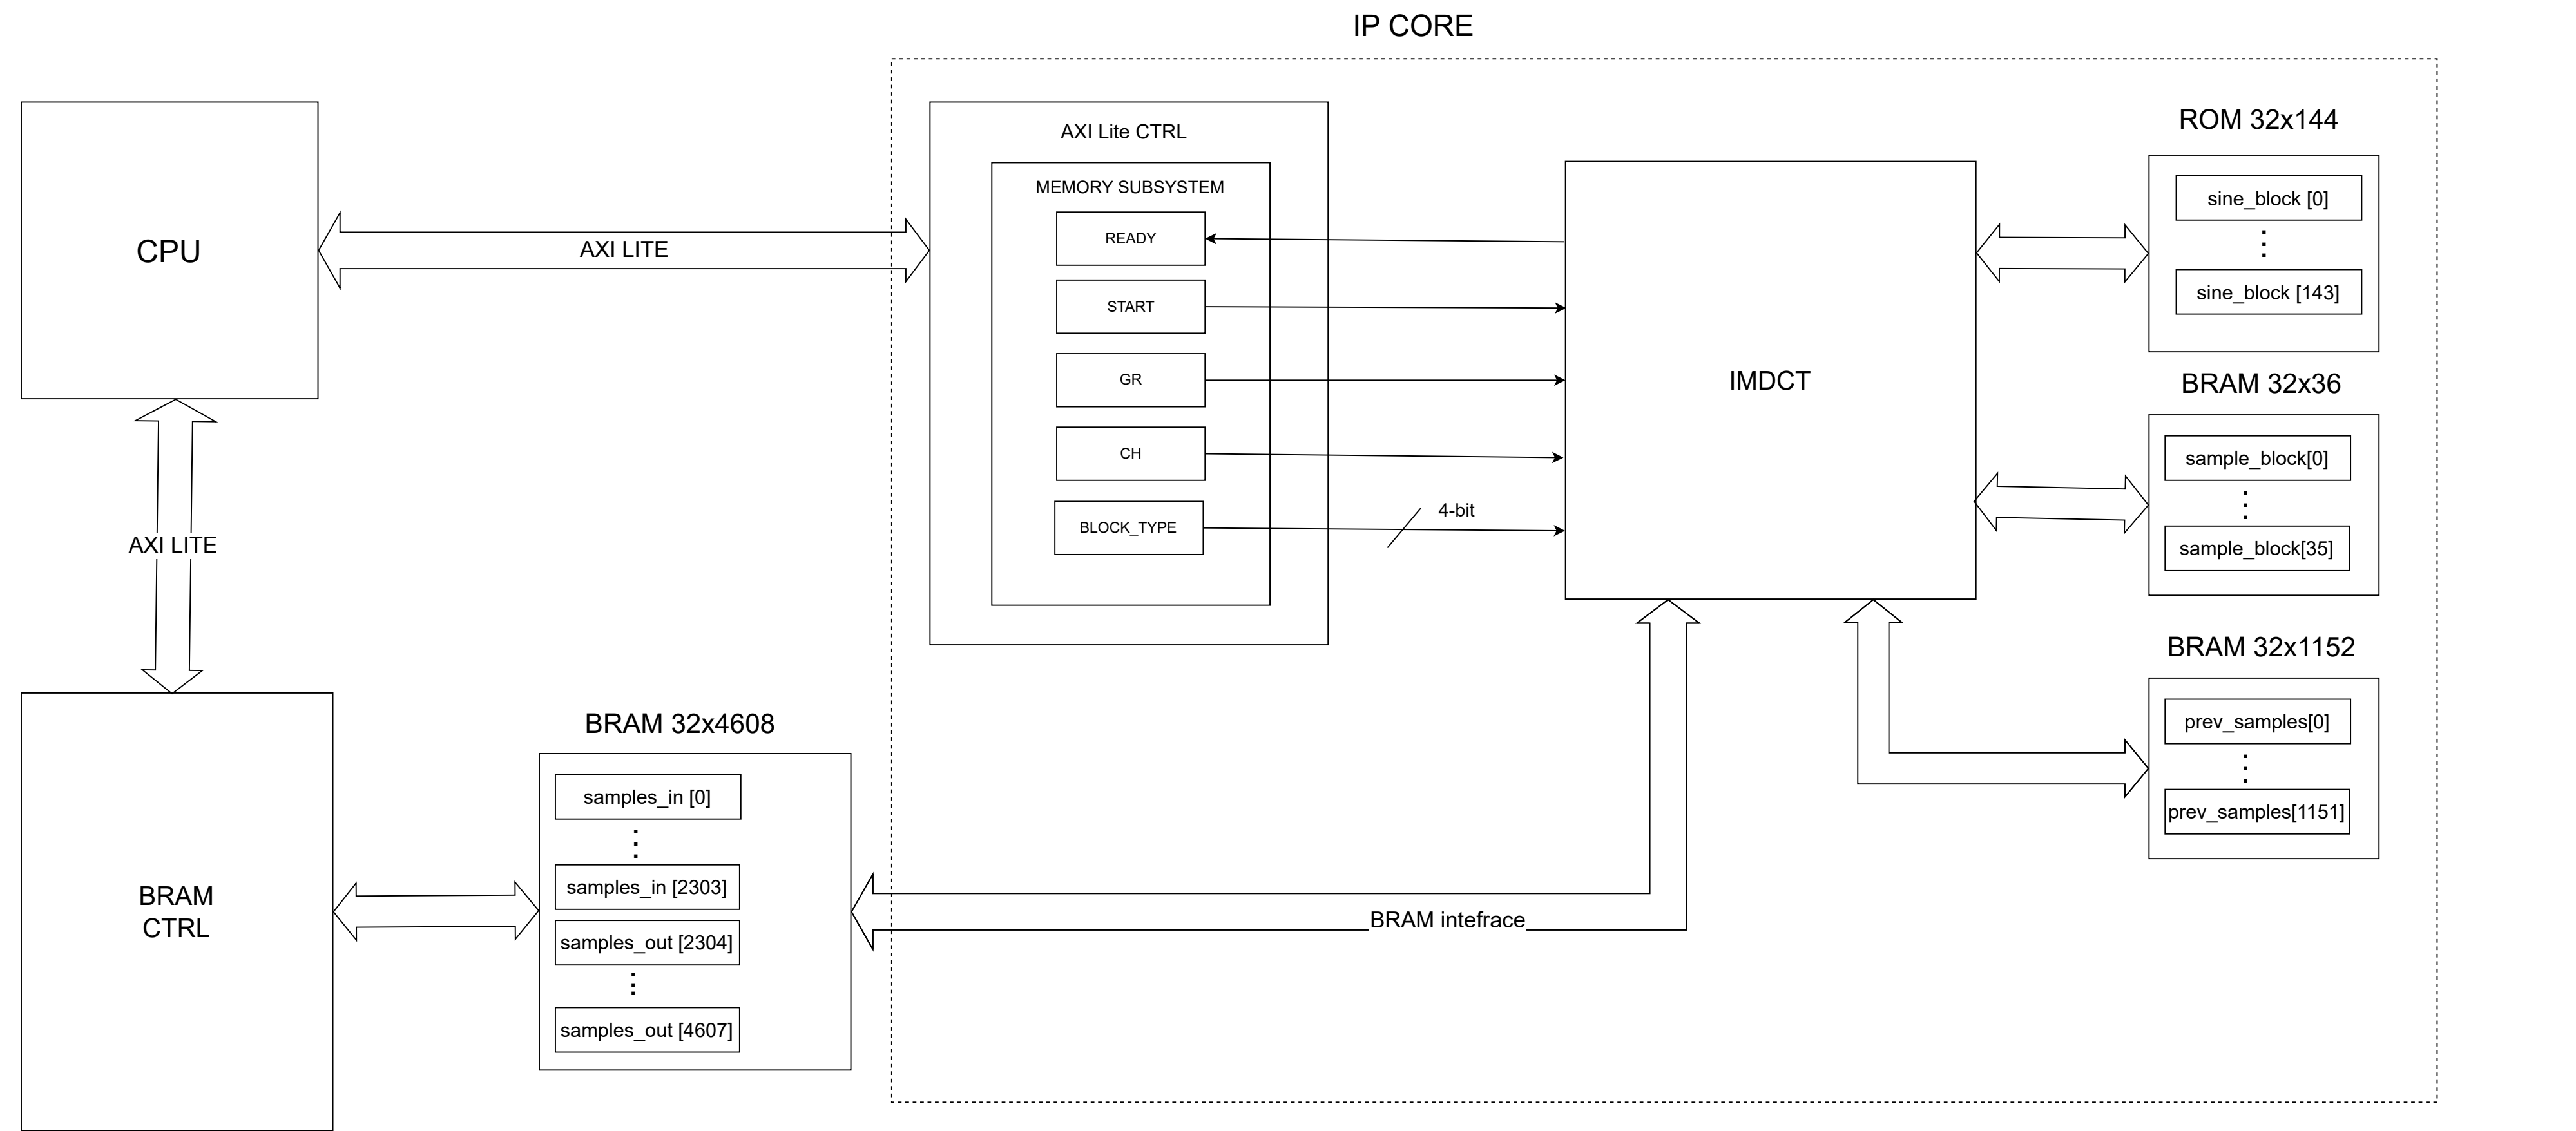 IP CORE
CPU
AXI LITE
AXI LITE
BRAM
CTRL
BRAM 32x4608
samples_in [0]
samples_in [2303]
samples_out [2304]
samples_out [4607]
AXI Lite CTRL
MEMORY SUBSYSTEM
READY
START
GR
CH
BLOCK_TYPE
4-bit
IMDCT
BRAM intefrace
ROM 32x144
sine_block [0]
sine_block [143]
BRAM 32x36
sample_block[0]
sample_block[35]
BRAM 32x1152
prev_samples[0]
prev_samples[1151]